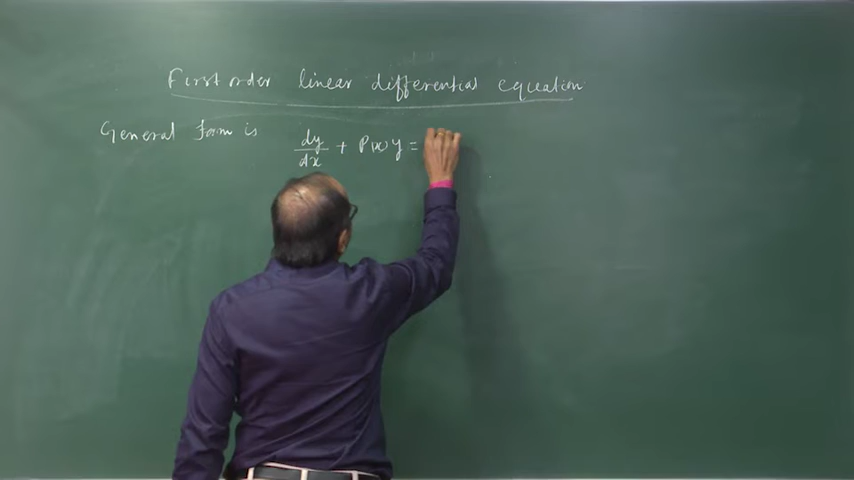 First order linear differential equation
General form is dy/dx + P(x) y =